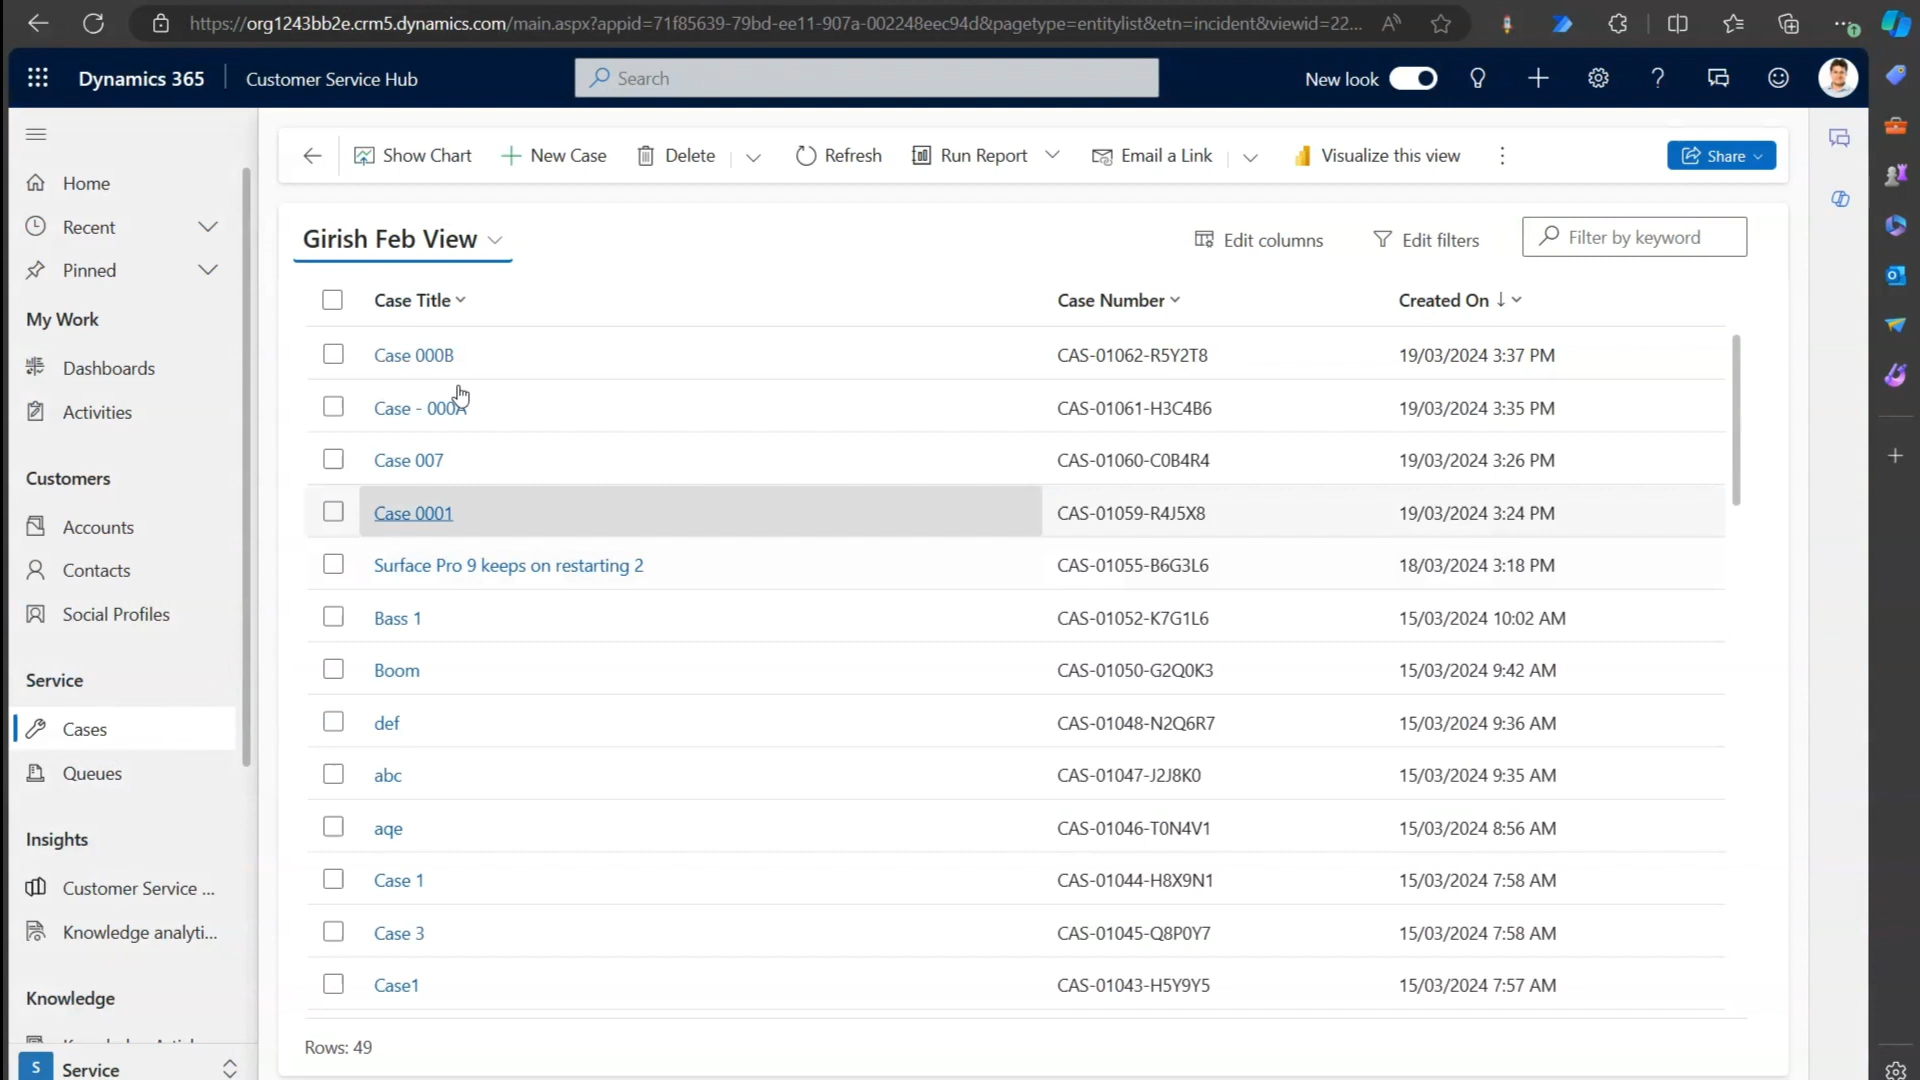 https://org1243bb2e.crm5.dynamics.com/main.aspx?appid=71f85639-79bd-ee11-907a-002248eec94d&pagetype=entitylist&etn=incident&viewid=22...
Dynamics 365
Customer Service Hub
Search
New look
Show Chart
New Case
Delete
Refresh
Run Report
Email a Link
Visualize this view
Share
Home
Recent
Pinned
My Work
Dashboards
Activities
Customers
Accounts
Contacts
Social Profiles
Service
Cases
Queues
Insights
Customer Service ...
Knowledge analyti...
Knowledge
S Service
Girish Feb View
Edit columns
Edit filters
Filter by keyword
Case Title Case Number Created On
Case 000B CAS-01062-R5Y2T8 19/03/2024 3:37 PM
Case - 000A CAS-01061-H3C4B6 19/03/2024 3:35 PM
Case 007 CAS-01060-C0B4R4 19/03/2024 3:26 PM
Case 0001 CAS-01059-R4J5X8 19/03/2024 3:24 PM
Surface Pro 9 keeps on restarting 2 CAS-01055-B6G3L6 18/03/2024 3:18 PM
Bass 1 CAS-01052-K7G1L6 15/03/2024 10:02 AM
Boom CAS-01050-G2Q0K3 15/03/2024 9:42 AM
def CAS-01048-N2Q6R7 15/03/2024 9:36 AM
abc CAS-01047-J2J8K0 15/03/2024 9:35 AM
aqe CAS-01046-T0N4V1 15/03/2024 8:56 AM
Case 1 CAS-01044-H8X9N1 15/03/2024 7:58 AM
Case 3 CAS-01045-Q8P0Y7 15/03/2024 7:58 AM
Case1 CAS-01043-H5Y9Y5 15/03/2024 7:57 AM
Rows: 49